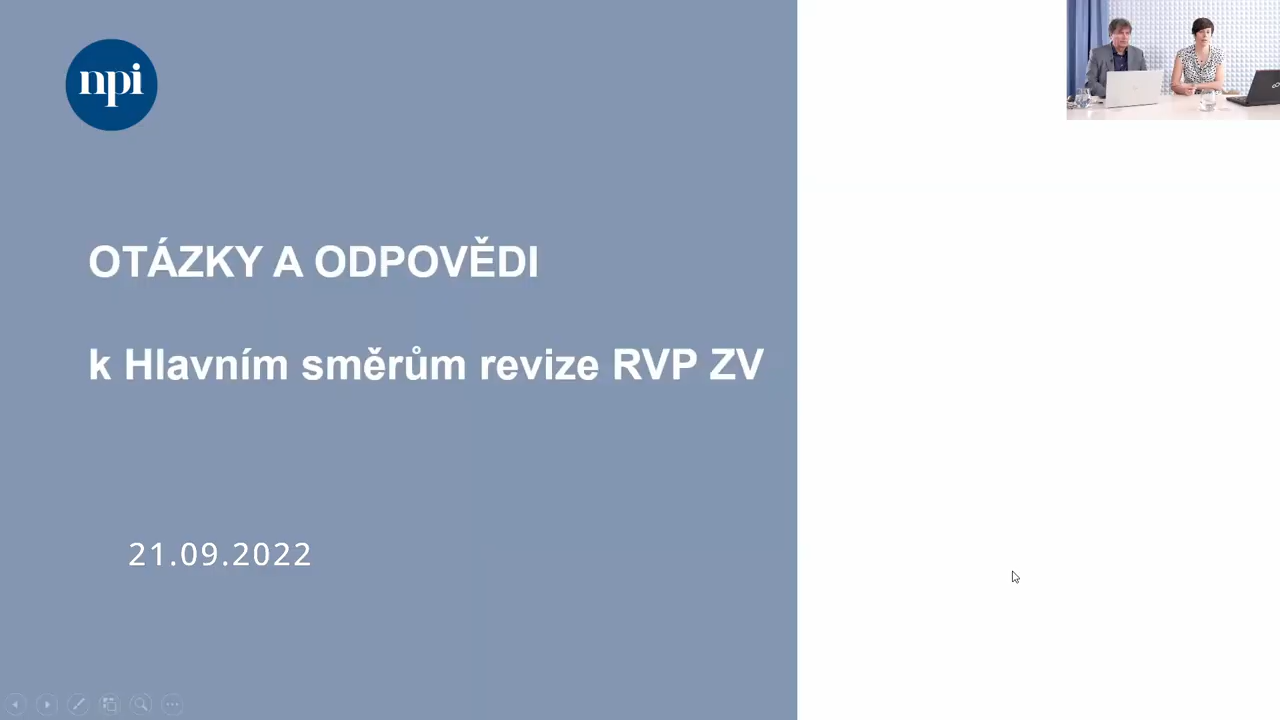 npi
OTÁZKY A ODPOVĚDI
k Hlavním směrům revize RVP ZV
21.09.2022